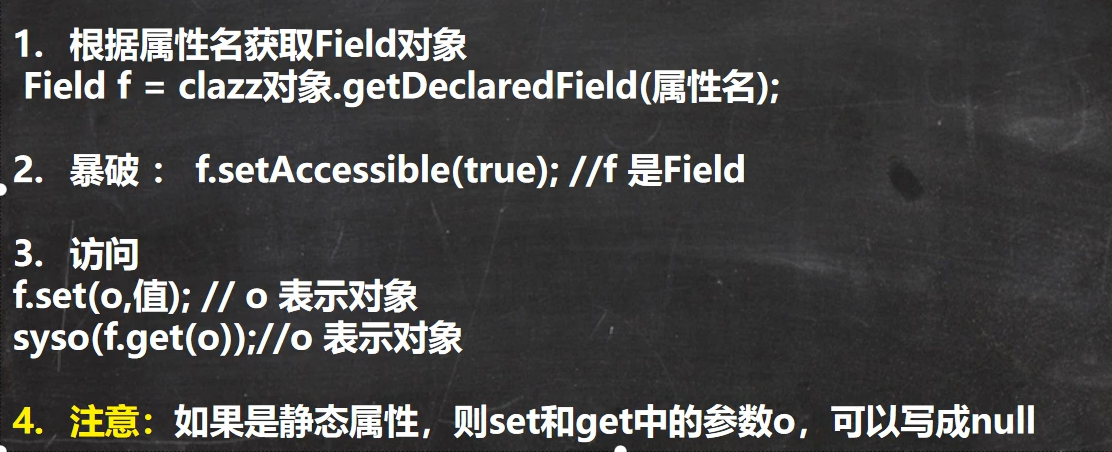 1. 根据属性名获取Field对象
Field f = clazz对象.getDeclaredField(属性名);
2. 暴破 ： f.setAccessible(true); //f 是Field
3. 访问
f.set(o,值); // o 表示对象
syso(f.get(o));//o 表示对象
4. 注意：如果是静态属性，则set和get中的参数o，可以写成null